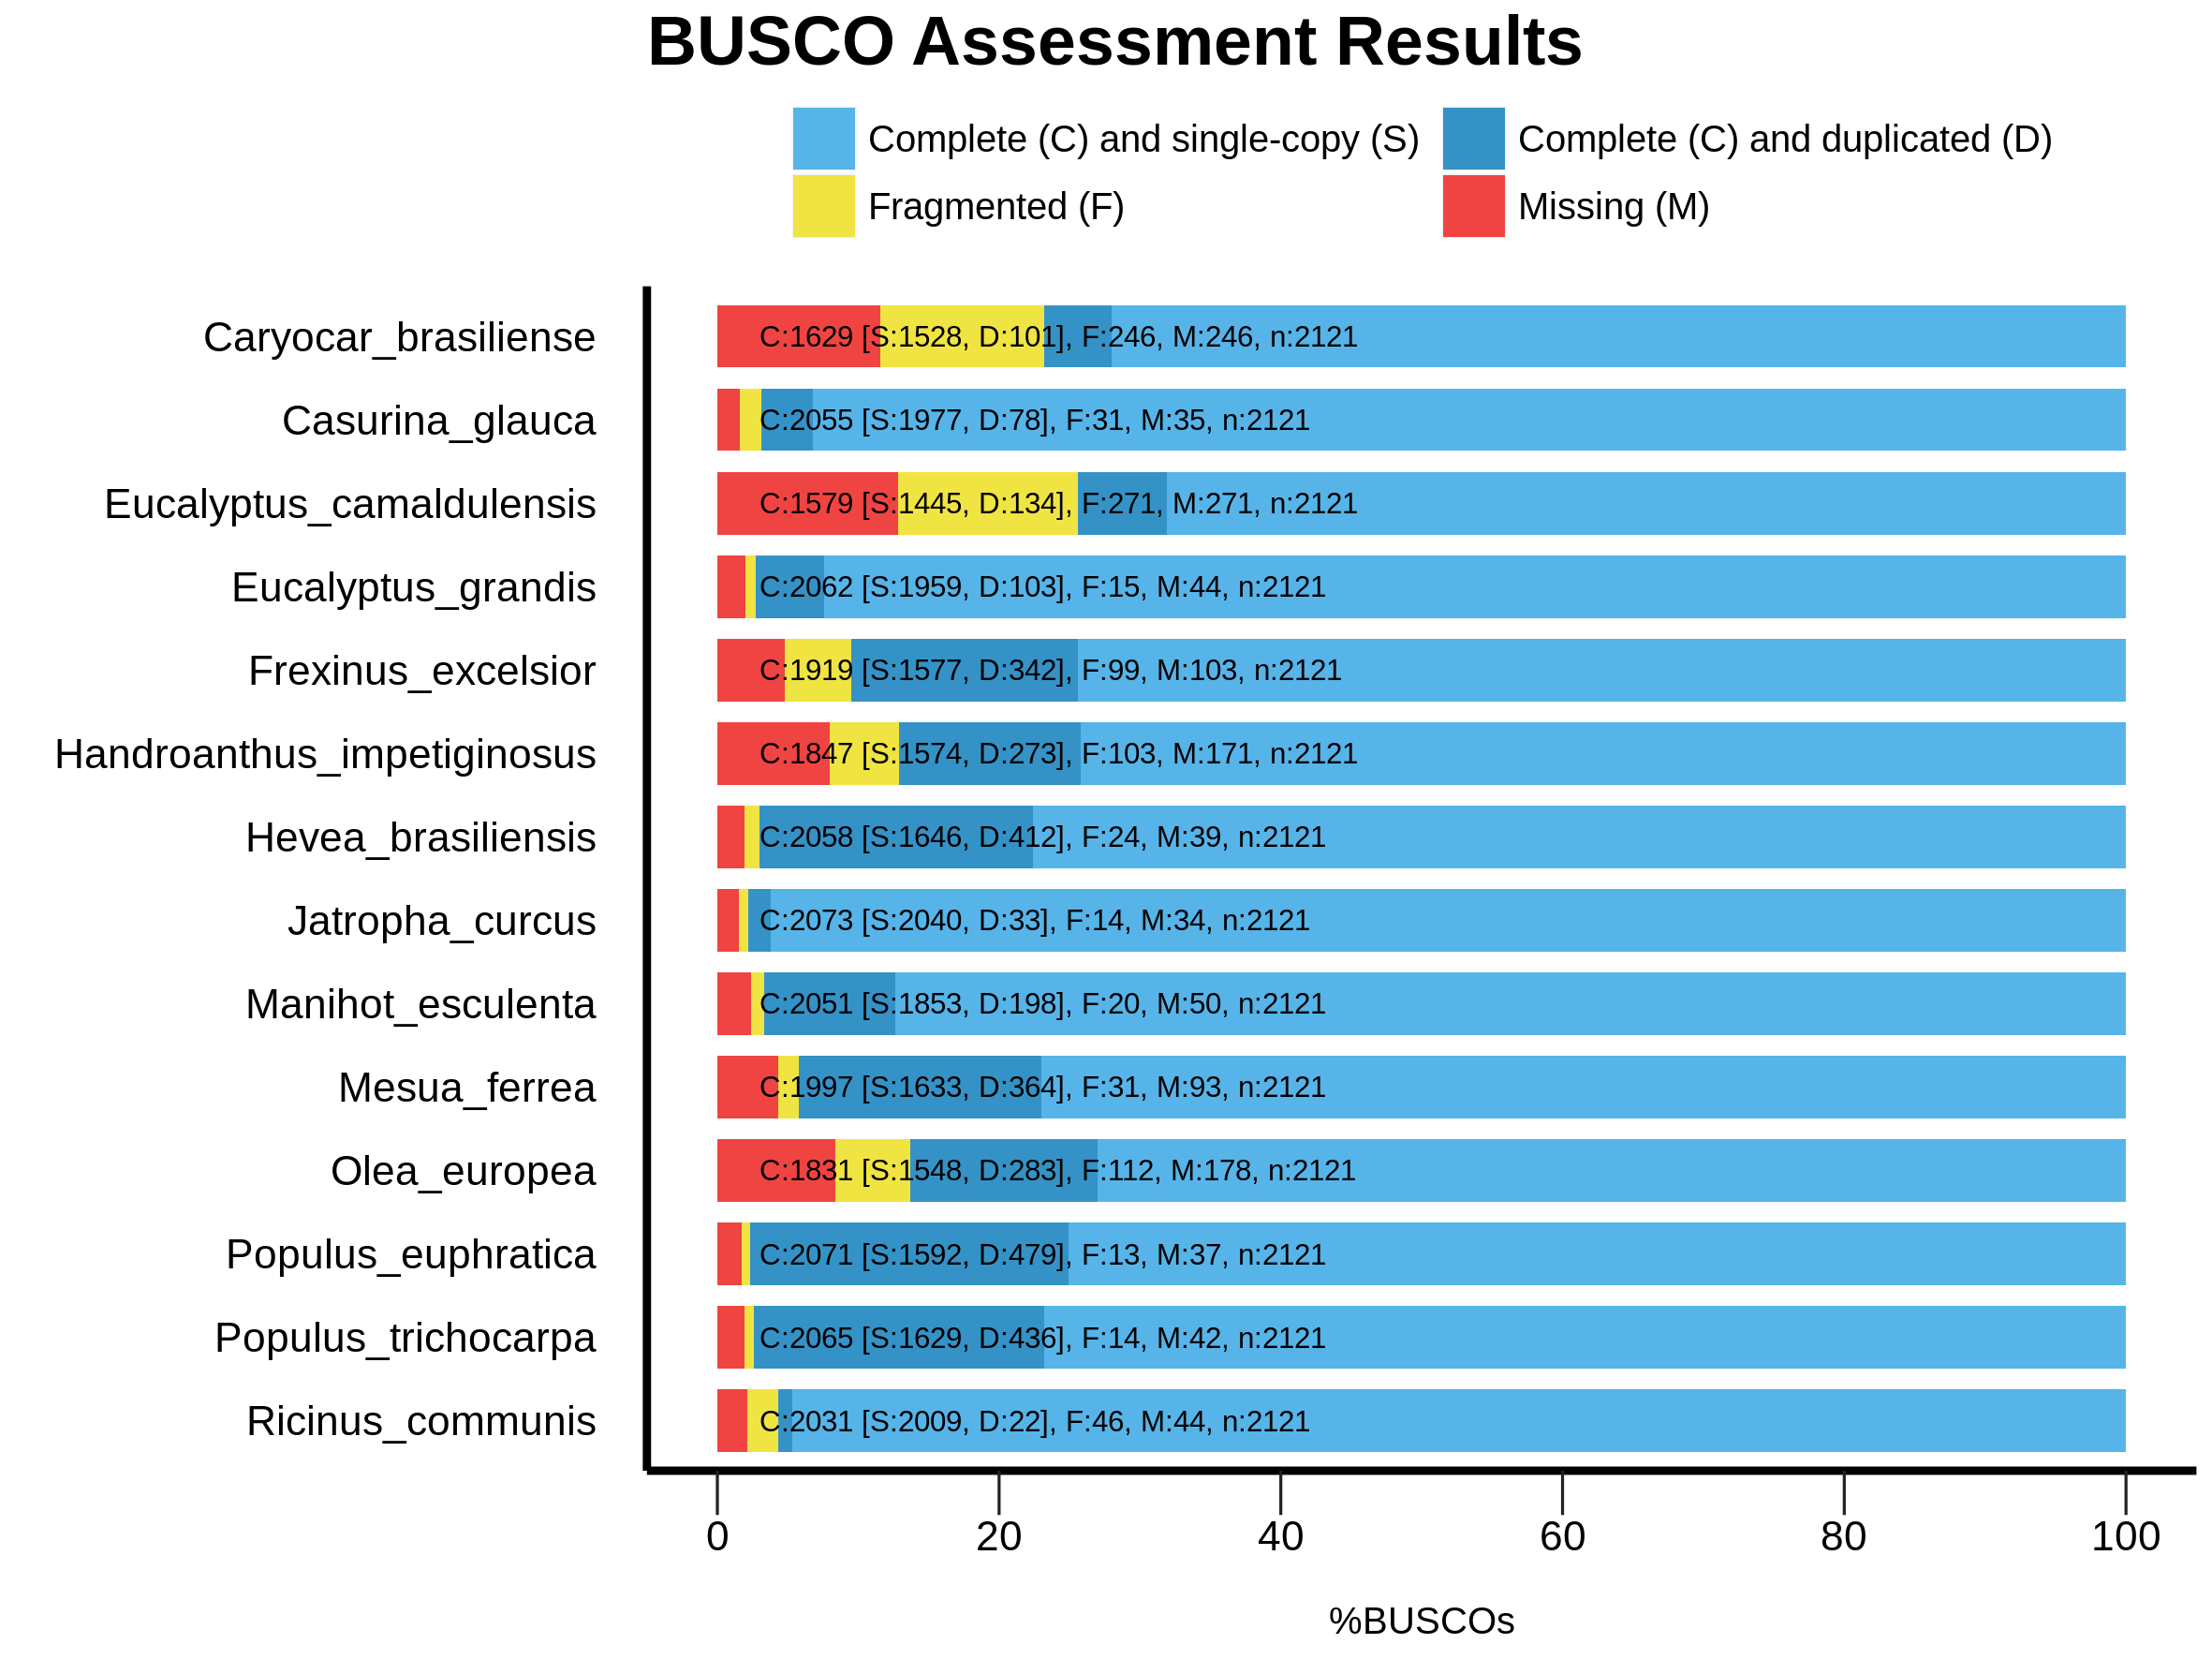 BUSCO Assessment Results
Complete (C) and single-copy (S) Complete (C) and duplicated (D)
Fragmented (F) Missing (M)
Caryocar_brasiliense C:1629 [S:1528, D:101], F:246, M:246, n:2121
Casurina_glauca C:2055 [S:1977, D:78], F:31, M:35, n:2121
Eucalyptus_camaldulensis C:1579 [S:1445, D:134], F:271, M:271, n:2121
Eucalyptus_grandis C:2062 [S:1959, D:103], F:15, M:44, n:2121
Frexinus_excelsior C:1919 [S:1577, D:342], F:99, M:103, n:2121
Handroanthus_impetiginosus C:1847 [S:1574, D:273], F:103, M:171, n:2121
Hevea_brasiliensis C:2058 [S:1646, D:412], F:24, M:39, n:2121
Jatropha_curcus C:2073 [S:2040, D:33], F:14, M:34, n:2121
Manihot_esculenta C:2051 [S:1853, D:198], F:20, M:50, n:2121
Mesua_ferrea C:1997 [S:1633, D:364], F:31, M:93, n:2121
Olea_europea C:1831 [S:1548, D:283], F:112, M:178, n:2121
Populus_euphratica C:2071 [S:1592, D:479], F:13, M:37, n:2121
Populus_trichocarpa C:2065 [S:1629, D:436], F:14, M:42, n:2121
Ricinus_communis C:2031 [S:2009, D:22], F:46, M:44, n:2121
0 20 40 60 80 100
%BUSCOs